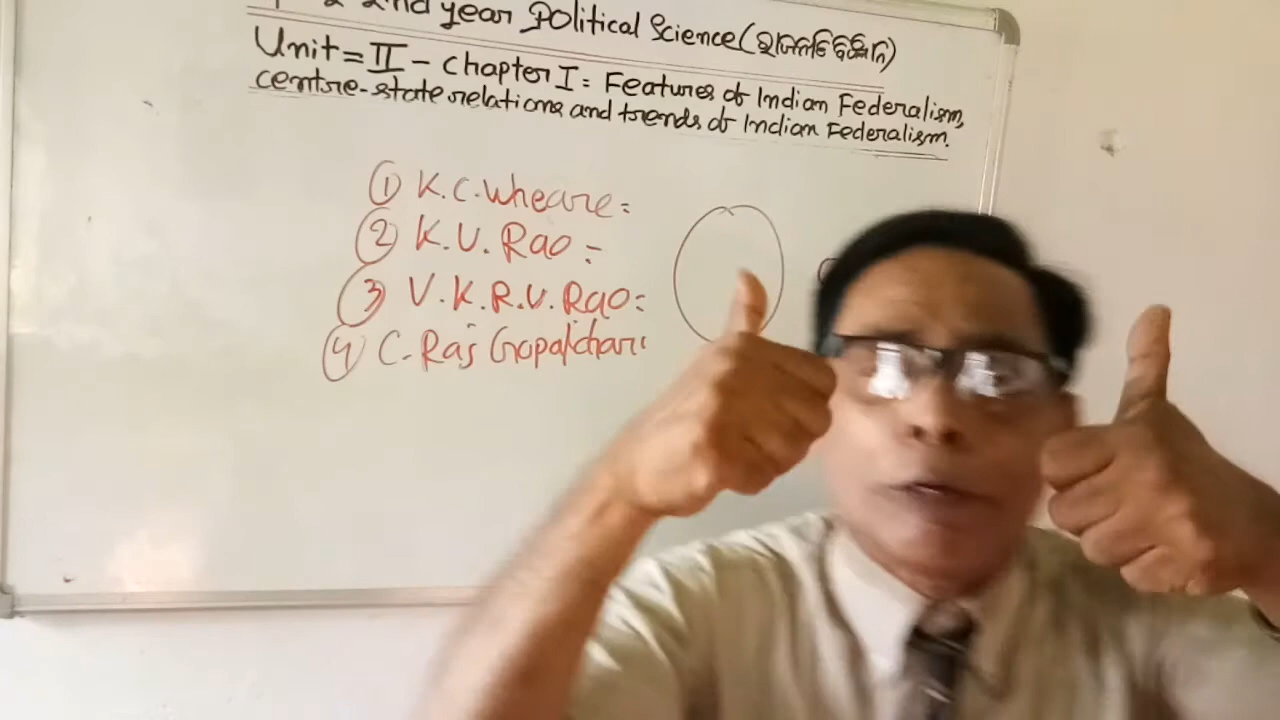 2nd year Political Science (ରାଜନୀତି ବିଜ୍ଞାନ)
Unit = II - Chapter I : Features of Indian Federalism,
centre-state relations and trends of Indian Federalism.
① K.C. Wheare :
② K.V. Rao :
③ V.K.R.V. Rao :
④ C. Raj Gopalchari